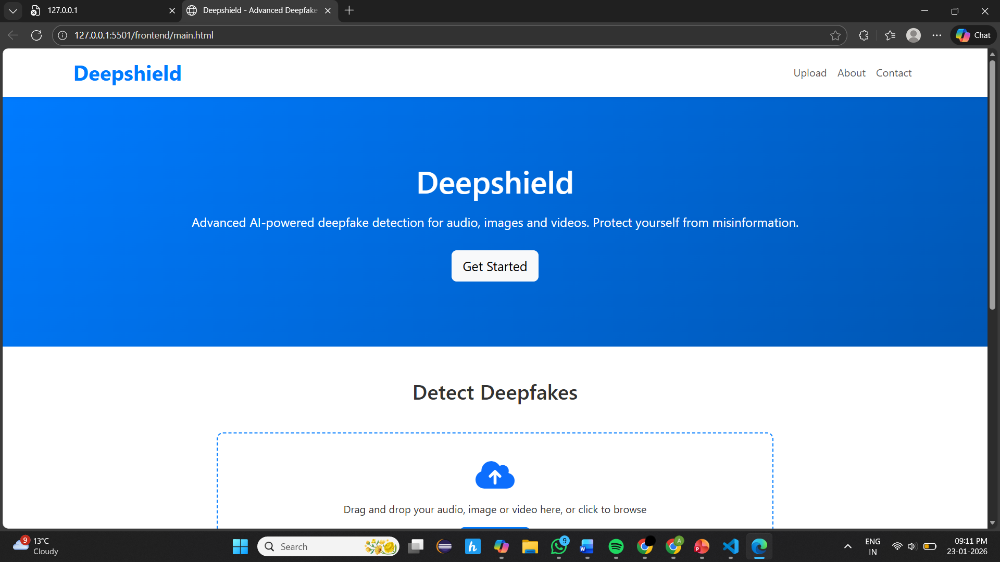 127.0.0.1
Deepshield - Advanced Deepfake
127.0.0.1:5501/frontend/main.html
Chat
Deepshield
Upload About Contact
Deepshield
Advanced AI-powered deepfake detection for audio, images and videos. Protect yourself from misinformation.
Get Started
Detect Deepfakes
Drag and drop your audio, image or video here, or click to browse
9
13°C
Cloudy
Search
h
9
W
A
P
ENG
IN
09:11 PM
23-01-2026